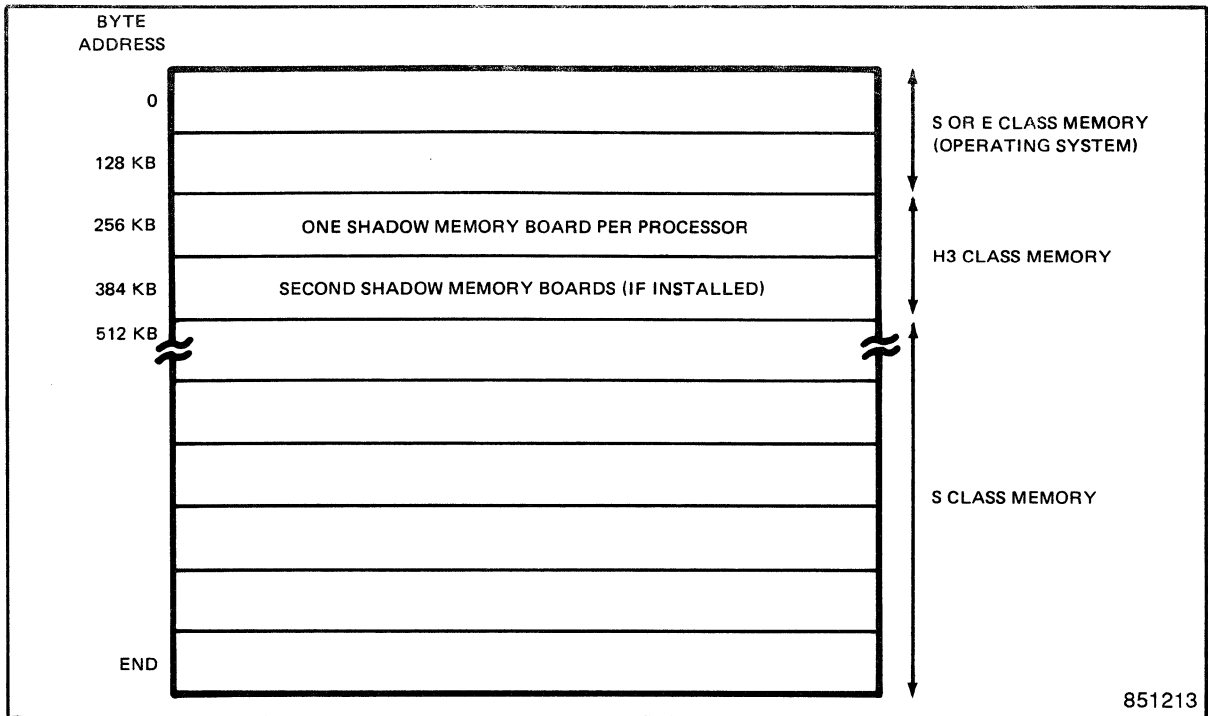 BYTE
ADDRESS
0
S OR E CLASS MEMORY
(OPERATING SYSTEM)
128 KB
256 KB
ONE SHADOW MEMORY BOARD PER PROCESSOR
H3 CLASS MEMORY
384 KB
SECOND SHADOW MEMORY BOARDS (IF INSTALLED)
512 KB
S CLASS MEMORY
END
851213